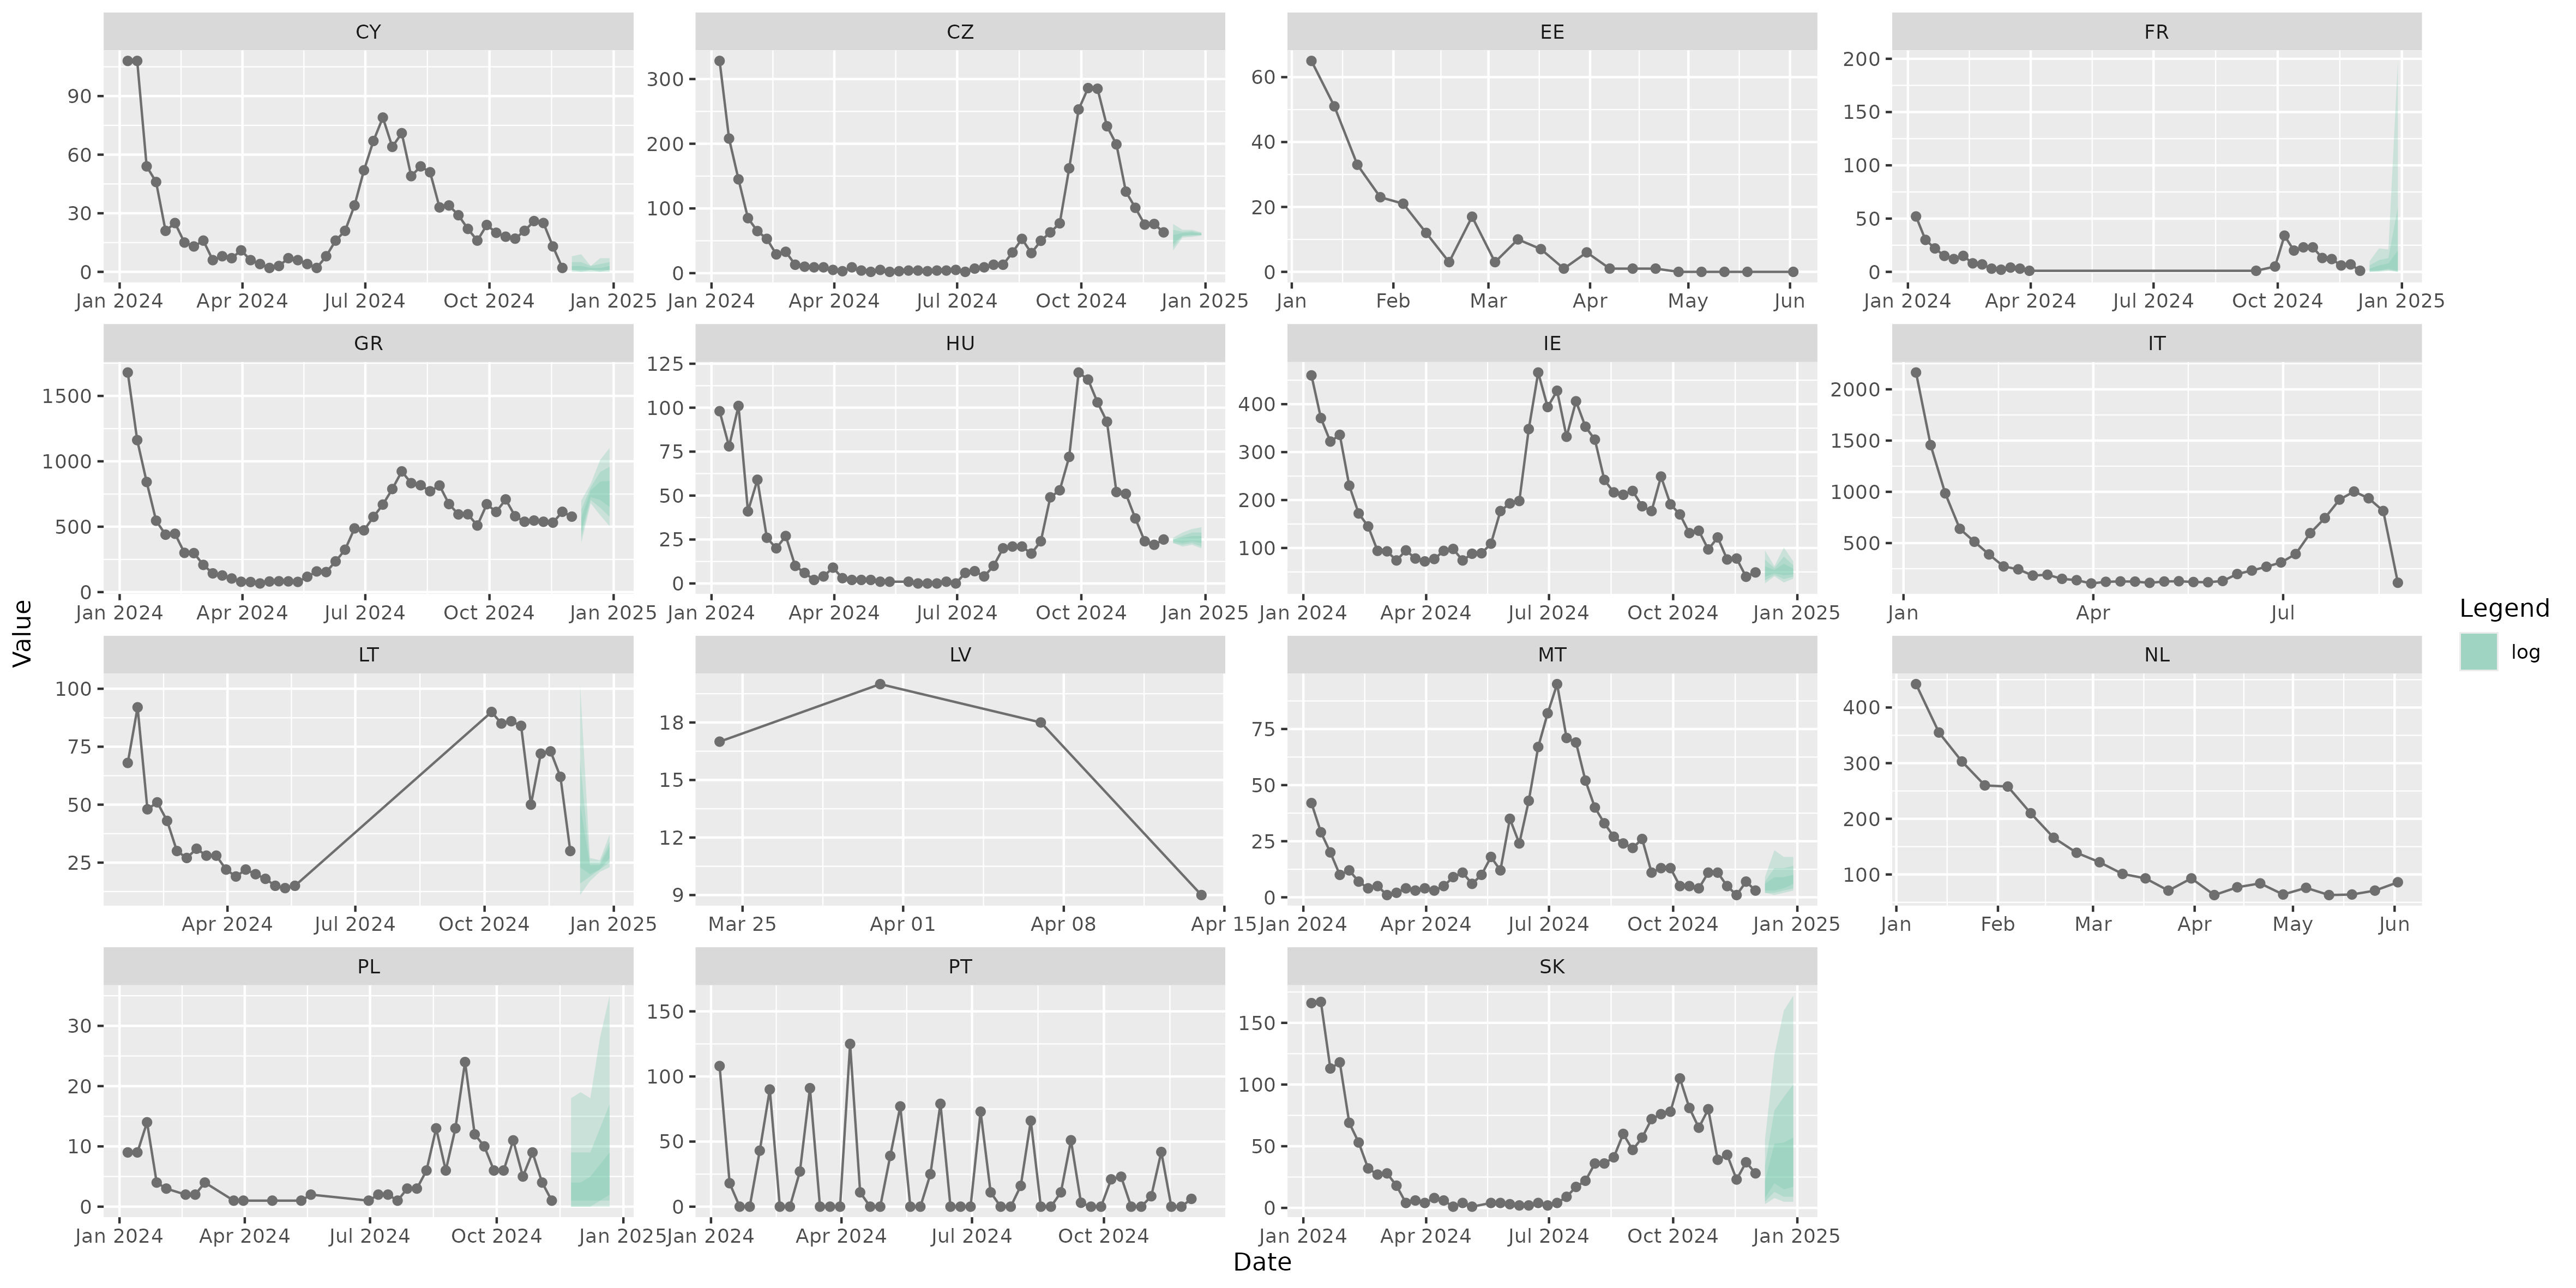 CY
CZ
EE
FR
90
60
30
0
300
200
100
0
60
40
20
0
200
150
100
50
0
Jan 2024 Apr 2024 Jul 2024 Oct 2024 Jan 2025
Jan 2024 Apr 2024 Jul 2024 Oct 2024 Jan 2025
Jan Feb Mar Apr May Jun
Jan 2024 Apr 2024 Jul 2024 Oct 2024 Jan 2025
GR
HU
IE
IT
1500
1000
500
0
125
100
75
50
25
0
400
300
200
100
2000
1500
1000
500
Jan 2024 Apr 2024 Jul 2024 Oct 2024 Jan 2025
Jan 2024 Apr 2024 Jul 2024 Oct 2024 Jan 2025
Jan 2024 Apr 2024 Jul 2024 Oct 2024 Jan 2025
Jan Apr Jul
Value
Legend
log
LT
LV
MT
NL
100
75
50
25
18
15
12
9
75
50
25
0
400
300
200
100
Apr 2024 Jul 2024 Oct 2024 Jan 2025
Mar 25 Apr 01 Apr 08 Apr 15
Jan 2024 Apr 2024 Jul 2024 Oct 2024 Jan 2025
Jan Feb Mar Apr May Jun
PL
PT
SK
30
20
10
0
150
100
50
0
150
100
50
0
Jan 2024 Apr 2024 Jul 2024 Oct 2024 Jan 2025
Jan 2024 Apr 2024 Jul 2024 Oct 2024
Jan 2024 Apr 2024 Jul 2024 Oct 2024 Jan 2025
Date